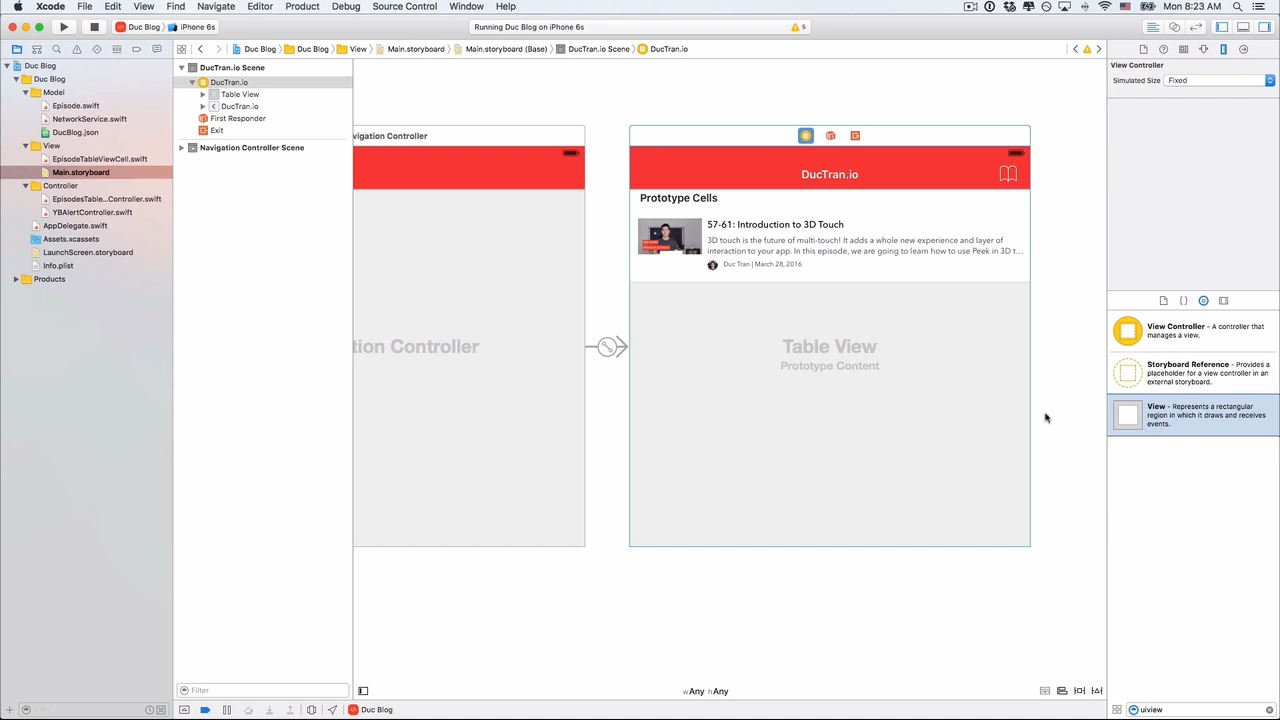 Xcode File Edit View Find Navigate Editor Product Debug Source Control Window Help
Mon 8:23 AM
Duc Blog iPhone 6s
Running Duc Blog on iPhone 6s
5
Duc Blog Duc Blog View Main.storyboard Main.storyboard (Base) DucTran.io Scene DucTran.io
Duc Blog
Duc Blog
Model
Episode.swift
NetworkService.swift
DucBlog.json
View
EpisodeTableViewCell.swift
Main.storyboard
Controller
EpisodesTable...Controller.swift
YBAlertController.swift
AppDelegate.swift
Assets.xcassets
LaunchScreen.storyboard
Info.plist
Products
DucTran.io Scene
DucTran.io
Table View
DucTran.io
First Responder
Exit
Navigation Controller Scene
vigation Controller
tion Controller
DucTran.io
Prototype Cells
57-61: Introduction to 3D Touch
3D touch is the future of multi-touch! It adds a whole new experience and layer of
interaction to your app. In this episode, we are going to learn how to use Peek in 3D t...
Duc Tran | March 28, 2016
Table View
Prototype Content
View Controller
Simulated Size Fixed
View Controller - A controller that
manages a view.
Storyboard Reference - Provides a
placeholder for a view controller in an
external storyboard.
View - Represents a rectangular
region in which it draws and receives
events.
Filter
wAny hAny
Filter
Duc Blog
uiview